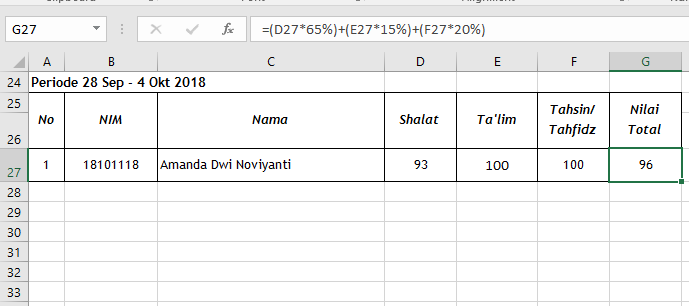 G27 fx =(D27*65%)+(E27*15%)+(F27*20%)
A B C D E F G
24 Periode 28 Sep - 4 Okt 2018
25 No NIM Nama Shalat Ta'lim Tahsin/ Nilai
26 Tahfidz Total
27 1 18101118 Amanda Dwi Noviyanti 93 100 100 96
28
29
30
31
32
33